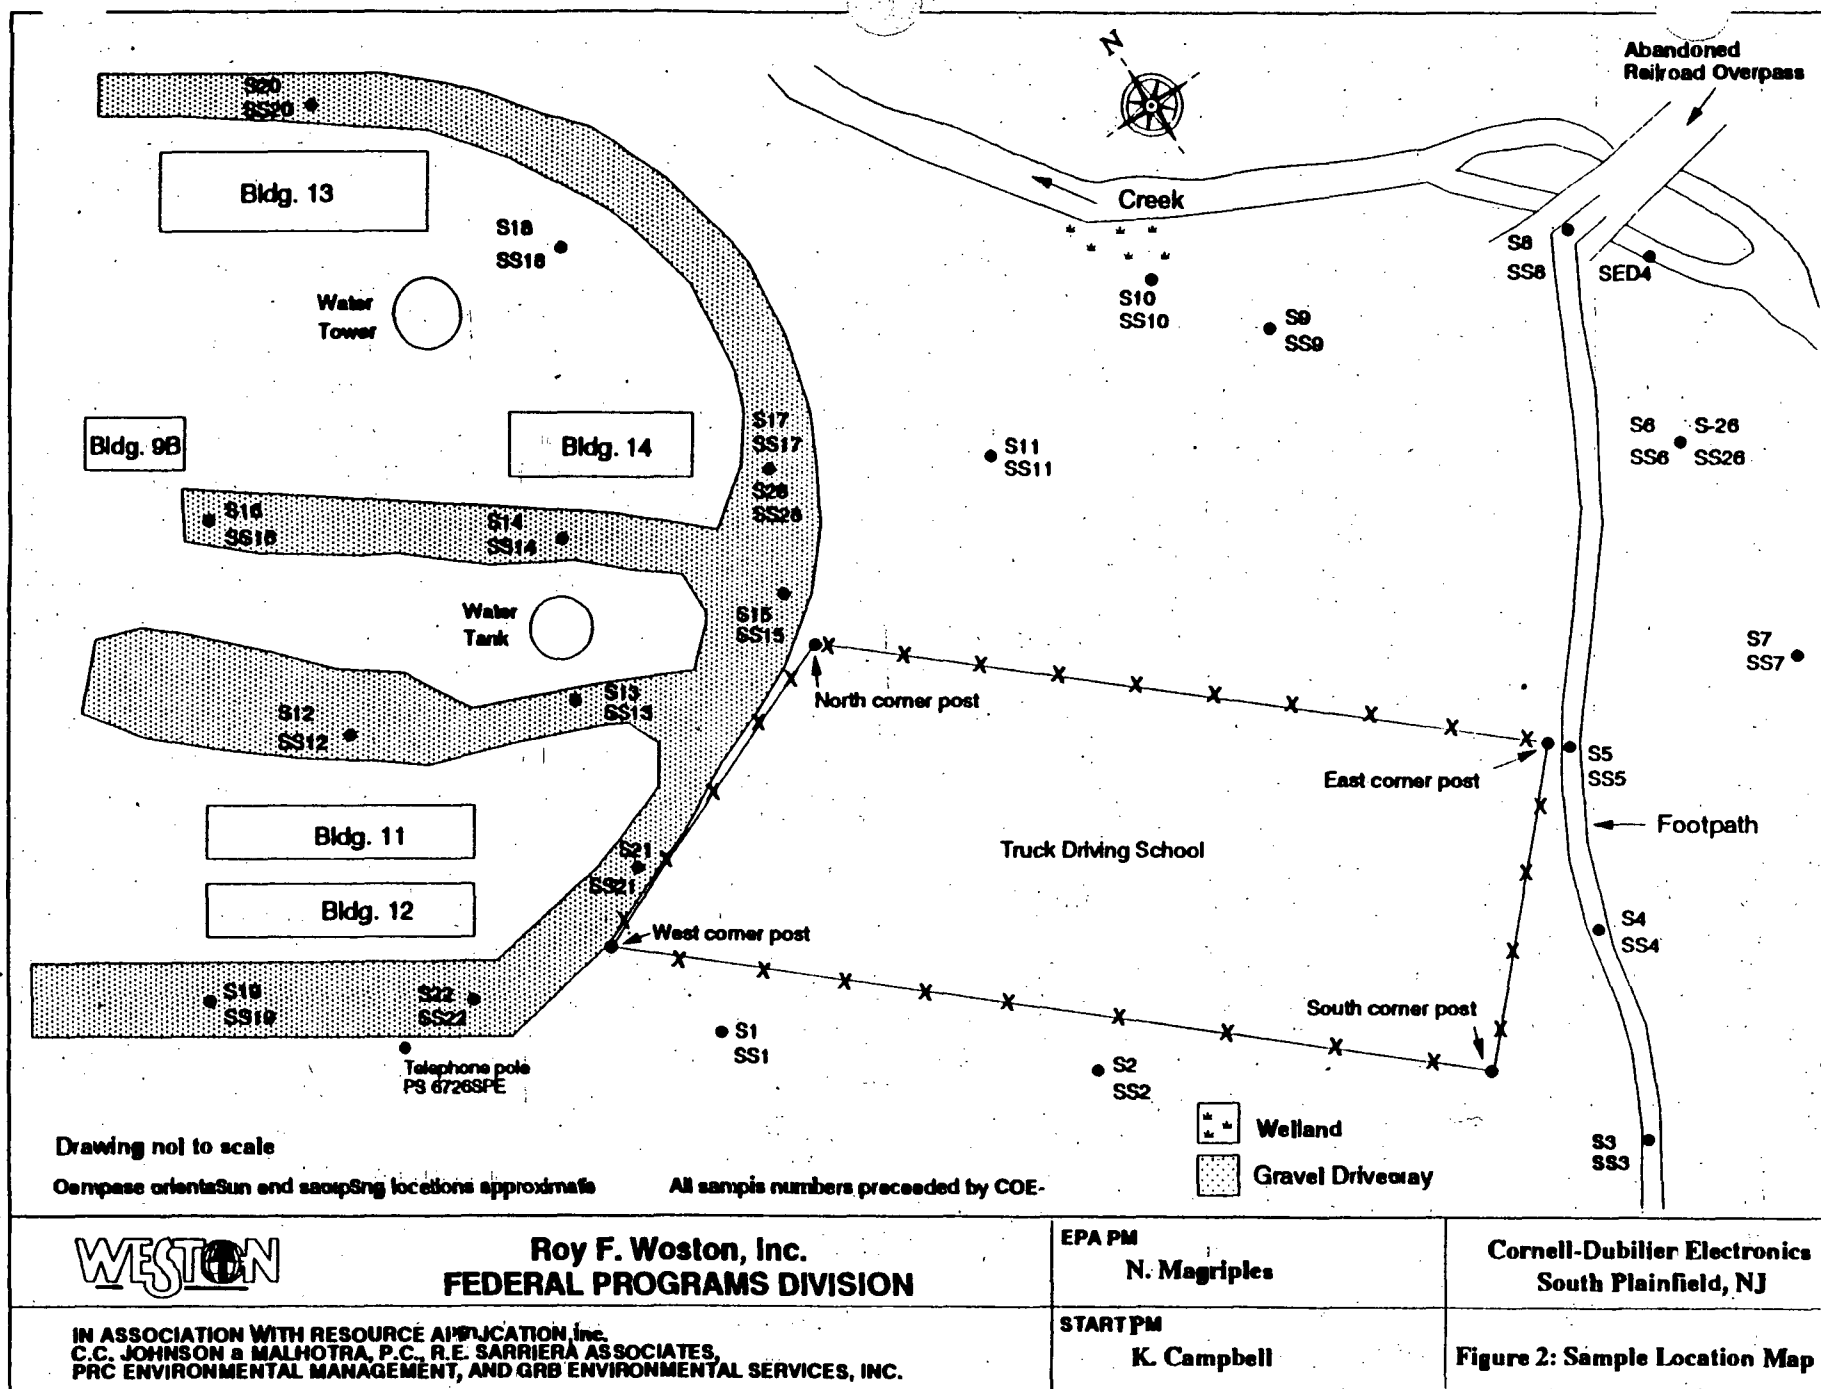 N
Abandoned
Railroad Overpass
S20
SS20
Bldg. 13
S18
SS18
Creek
S8
SS8
SED4
S10
SS10
S9
SS9
Water
Tower
Bldg. 9B
Bldg. 14
S17
SS17
S11
SS11
S6 S-26
SS6 SS26
S16
SS16
S14
SS14
Water
Tank
S15
SS15
S7
SS7
North corner post
S13
SS13
S12
SS12
East corner post
S5
SS5
Footpath
Bldg. 11
Truck Driving School
S21
SS21
Bldg. 12
West corner post
S4
SS4
S19
SS19
S22
SS22
South corner post
S1
SS1
S2
SS2
Telephone pole
PS 6726SPE
Welland
S3
SS3
Gravel Driveway
Drawing not to scale
locations approximate
All sample numbers preceeded by COE-
WESTON
Roy F. Woston, Inc.
FEDERAL PROGRAMS DIVISION
EPA PM
N. Magriples
Cornell-Dubilier Electronics
South Plainfield, NJ
IN ASSOCIATION WITH RESOURCE Inc.
C.C. JOHNSON & MALHOTRA, P.C., R.E. SARRIERA ASSOCIATES,
PRC ENVIRONMENTAL MANAGEMENT, AND GRB ENVIRONMENTAL SERVICES, INC.
START PM
K. Campbell
Figure 2: Sample Location Map